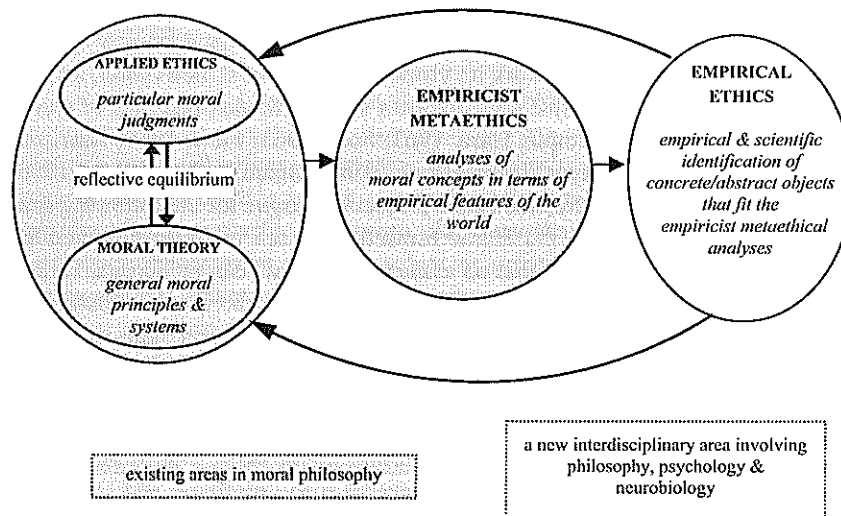 APPLIED ETHICS
particular moral
judgments
reflective equilibrium
MORAL THEORY
general moral
principles &
systems
EMPIRICIST
METAETHICS
analyses of
moral concepts in terms of
empirical features of the
world
EMPIRICAL
ETHICS
empirical & scientific
identification of
concrete/abstract objects
that fit the
empiricist metaethical
analyses
existing areas in moral philosophy
a new interdisciplinary area involving
philosophy, psychology &
neurobiology